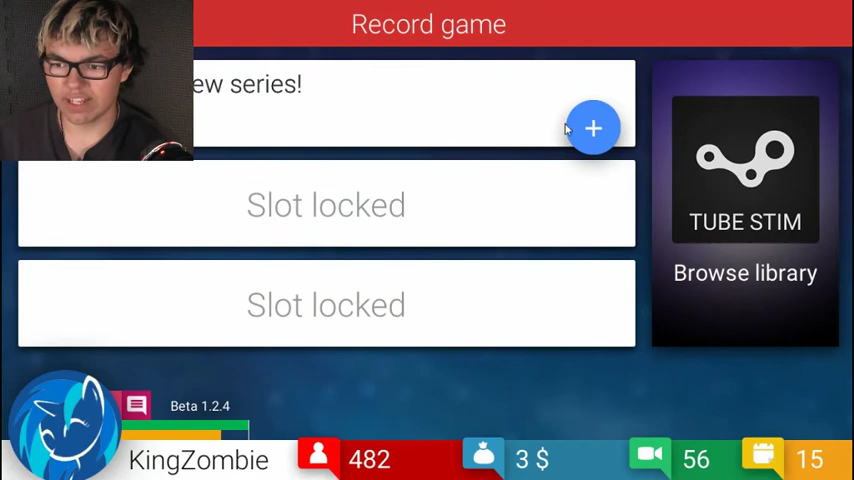 Record game
ew series!
+
Slot locked
TUBE STIM
Slot locked
Browse library
Beta 1.2.4
KingZombie
482
3 $
56
15